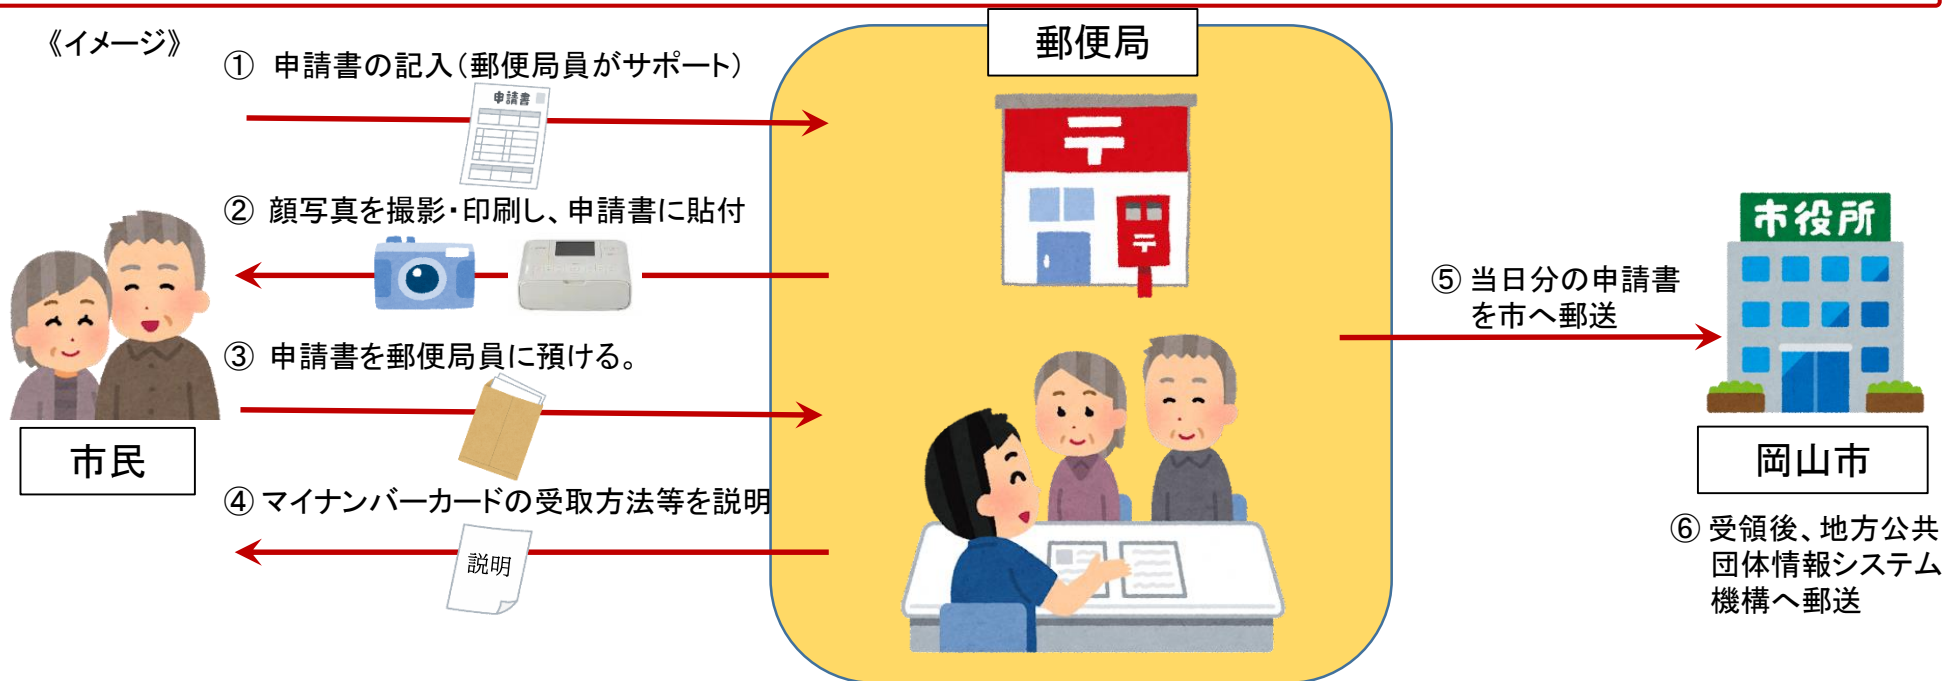 《イメージ》
① 申請書の記入(郵便局員がサポート)
申請書
② 顔写真を撮影・印刷し、申請書に貼付
③ 申請書を郵便局員に預ける。
④ マイナンバーカードの受取方法等を説明
説明
市民
郵便局
〒
〒
⑤ 当日分の申請書
を市へ郵送
市役所
岡山市
⑥ 受領後、地方公共
団体情報システム
機構へ郵送